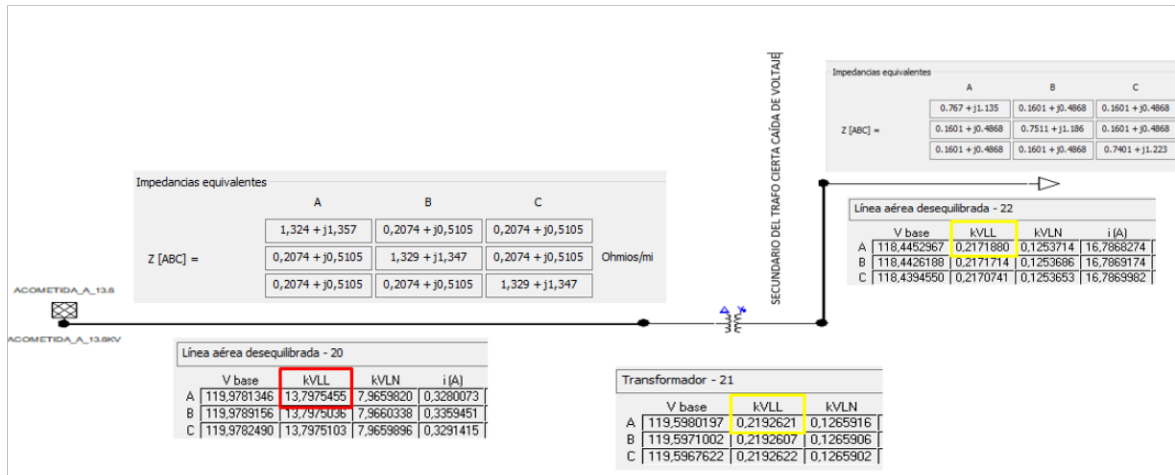 Impedancias equivalentes
A B C
Z [ABC] =
0.767 + j1.135 0.1601 + j0.4868 0.1601 + j0.4868
0.1601 + j0.4868 0.7511 + j1.186 0.1601 + j0.4868
0.1601 + j0.4868 0.1601 + j0.4868 0.7401 + j1.223
SECUNDARIO DEL TRAFO CIERTA CAÍDA DE VOLTAJE
Impedancias equivalentes
A B C
1,324 + j1,357 0,2074 + j0,5105 0,2074 + j0,5105
Z [ABC] = 0,2074 + j0,5105 1,329 + j1,347 0,2074 + j0,5105 Ohmios/mi
0,2074 + j0,5105 0,2074 + j0,5105 1,329 + j1,347
Línea aérea desequilibrada - 22
V base kVLL kVLN i (A)
A 118,4452967 0,2171880 0,1253714 16,7868274
B 118,4426188 0,2171714 0,1253686 16,7869174
C 118,4394550 0,2170741 0,1253653 16,7869982
ACOMETIDA_A_13.8
ACOMETIDA_A_13.8KV
Línea aérea desequilibrada - 20
V base kVLL kVLN i (A)
A 119,9781346 13,7975455 7,9659820 0,3280073
B 119,9789156 13,7975036 7,9660338 0,3359451
C 119,9782490 13,7975103 7,9659896 0,3291415
Transformador - 21
V base kVLL kVLN
A 119,5980197 0,2192621 0,1265916
B 119,5971002 0,2192607 0,1265906
C 119,5967622 0,2192622 0,1265902